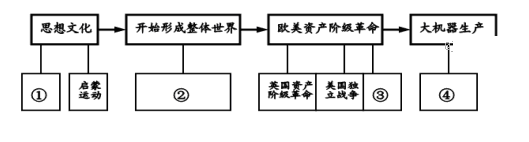 思想文化 开始形成整体世界 欧美资产阶级革命 大机器生产
① 启蒙运动 ② 英国资产阶级革命 美国独立战争 ③ ④